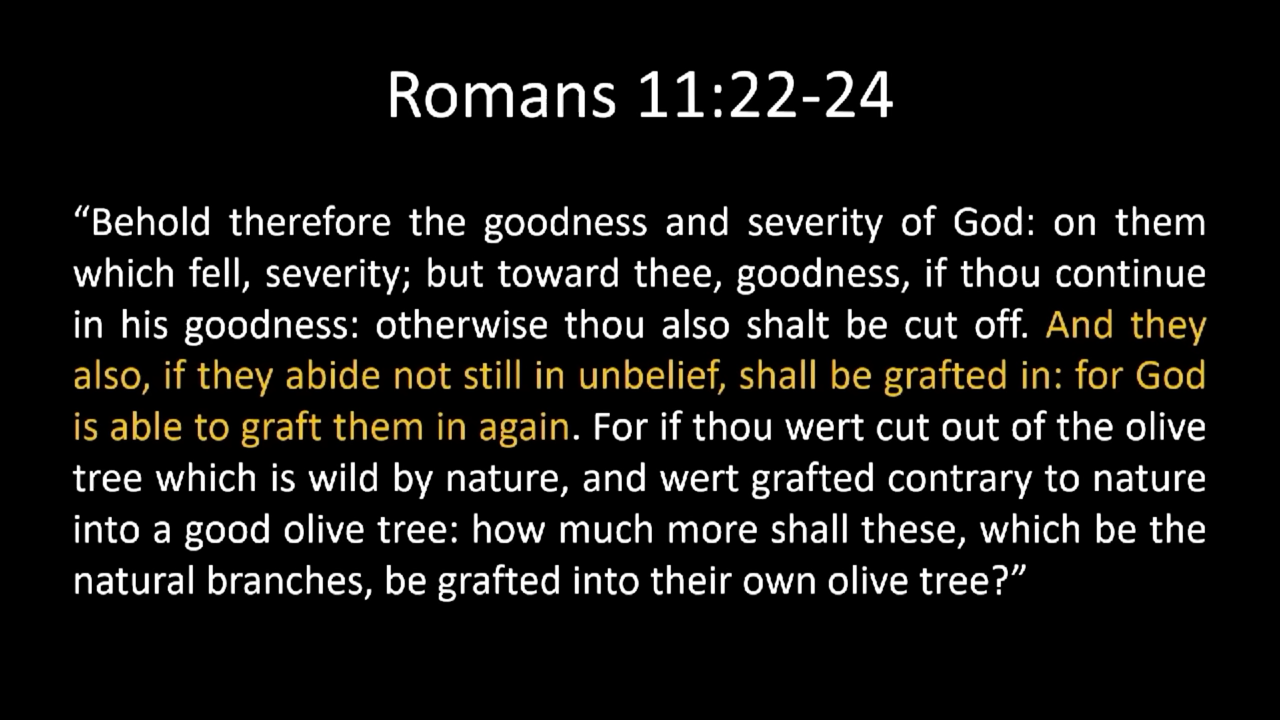 Romans 11:22-24
“Behold therefore the goodness and severity of God: on them
which fell, severity; but toward thee, goodness, if thou continue
in his goodness: otherwise thou also shalt be cut off. And they
also, if they abide not still in unbelief, shall be grafted in: for God
is able to graft them in again. For if thou wert cut out of the olive
tree which is wild by nature, and wert grafted contrary to nature
into a good olive tree: how much more shall these, which be the
natural branches, be grafted into their own olive tree?”